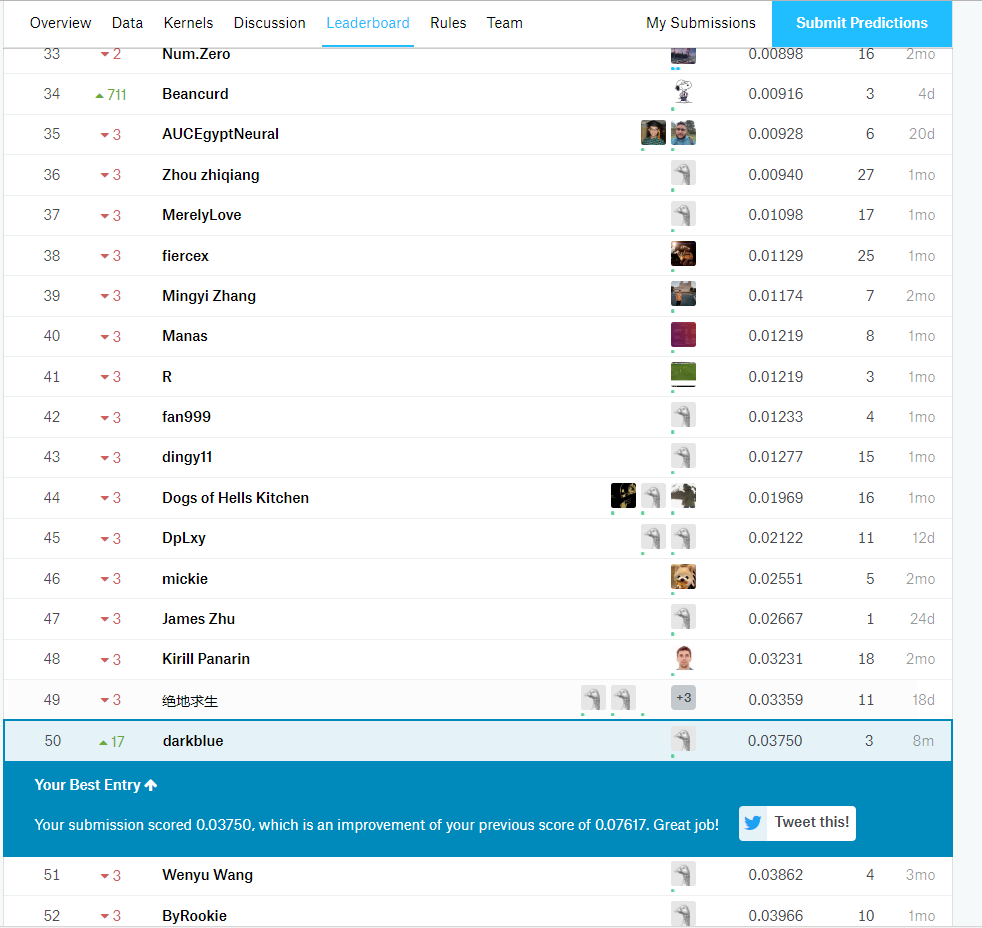 Overview Data Kernels Discussion Leaderboard Rules Team My Submissions Submit Predictions
33 2 Num.Zero 0.00898 16 2mo
34 711 Beancurd 0.00916 3 4d
35 3 AUCEgyptNeural 0.00928 6 20d
36 3 Zhou zhiqiang 0.00940 27 1mo
37 3 MerelyLove 0.01098 17 1mo
38 3 fiercex 0.01129 25 1mo
39 3 Mingyi Zhang 0.01174 7 2mo
40 3 Manas 0.01219 8 1mo
41 3 R 0.01219 3 1mo
42 3 fan999 0.01233 4 1mo
43 3 dingy11 0.01277 15 1mo
44 3 Dogs of Hells Kitchen 0.01969 16 1mo
45 3 DpLxy 0.02122 11 12d
46 3 mickie 0.02551 5 2mo
47 3 James Zhu 0.02667 1 24d
48 3 Kirill Panarin 0.03231 18 2mo
49 3 绝地求生 +3 0.03359 11 18d
50 17 darkblue 0.03750 3 8m
Your Best Entry
Your submission scored 0.03750, which is an improvement of your previous score of 0.07617. Great job! Tweet this!
51 3 Wenyu Wang 0.03862 4 3mo
52 3 ByRookie 0.03966 10 1mo